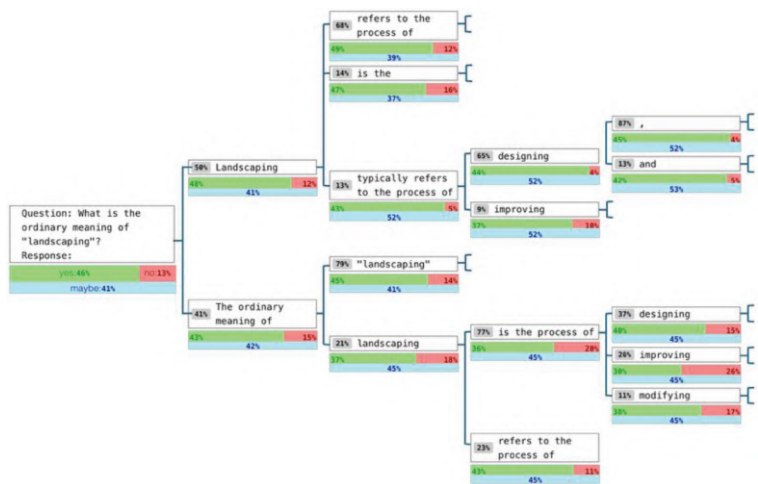 Question: What is the
ordinary meaning of
"landscaping"?
Response:
yes:46% no:13%
maybe:41%
50% Landscaping
12%
41%
41% The ordinary
meaning of
43% 15%
42%
68% refers to the
process of
49% 12%
39%
14% is the
47% 16%
37%
13% typically refers
to the process of
43% 5%
52%
79% "landscaping"
45% 14%
41%
21% landscaping
37% 18%
45%
65% designing
44% 4%
52%
9% improving
37% 10%
52%
77% is the process of
36% 20%
45%
23% refers to the
process of
43% 11%
45%
87% ,
45% 4%
52%
13% and
42% 5%
53%
37% designing
40% 15%
45%
26% improving
30% 26%
45%
11% modifying
38% 17%
45%